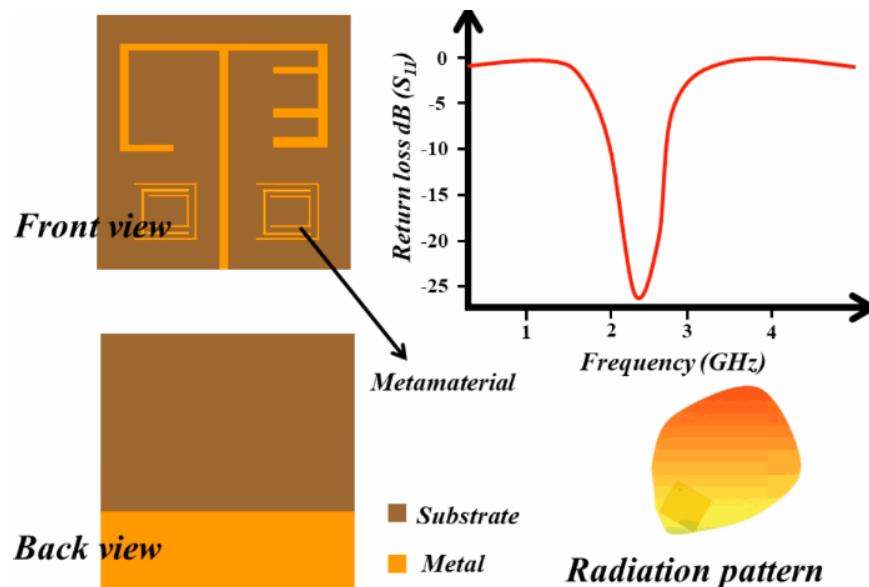 Front view
Metamaterial
Back view
Substrate
Metal
Return loss dB (S₁₁)
0
-5
-10
-15
-20
-25
1 2 3 4
Frequency (GHz)
Radiation pattern